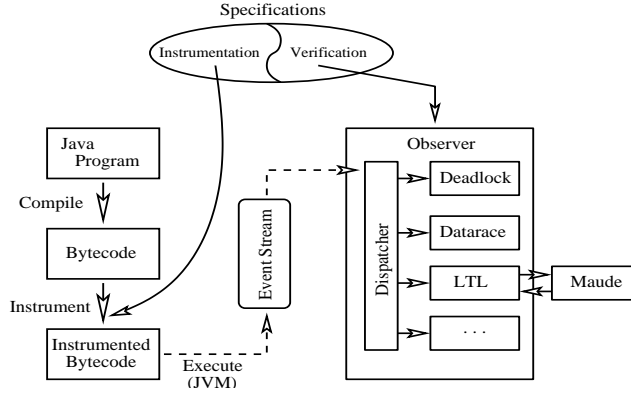 Specifications
Instrumentation
Verification
Java
Program
Compile
Bytecode
Instrument
Instrumented
Bytecode
Execute
(JVM)
Event Stream
Observer
Dispatcher
Deadlock
Datarace
LTL
. . .
Maude